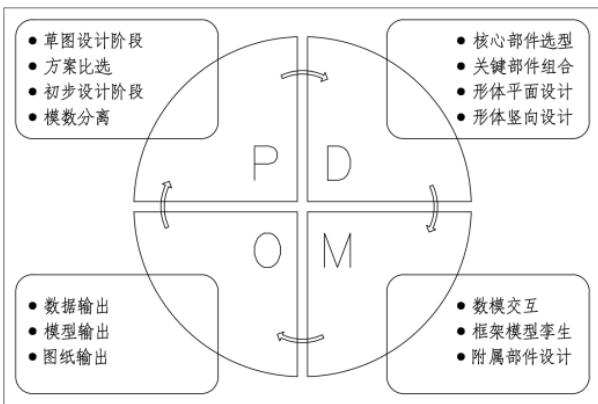 ● 草图设计阶段
● 方案比选
● 初步设计阶段
● 模数分离
● 核心部件选型
● 关键部件组合
● 形体平面设计
● 形体竖向设计
P D
O M
● 数据输出
● 模型输出
● 图纸输出
● 数模交互
● 框架模型孪生
● 附属部件设计